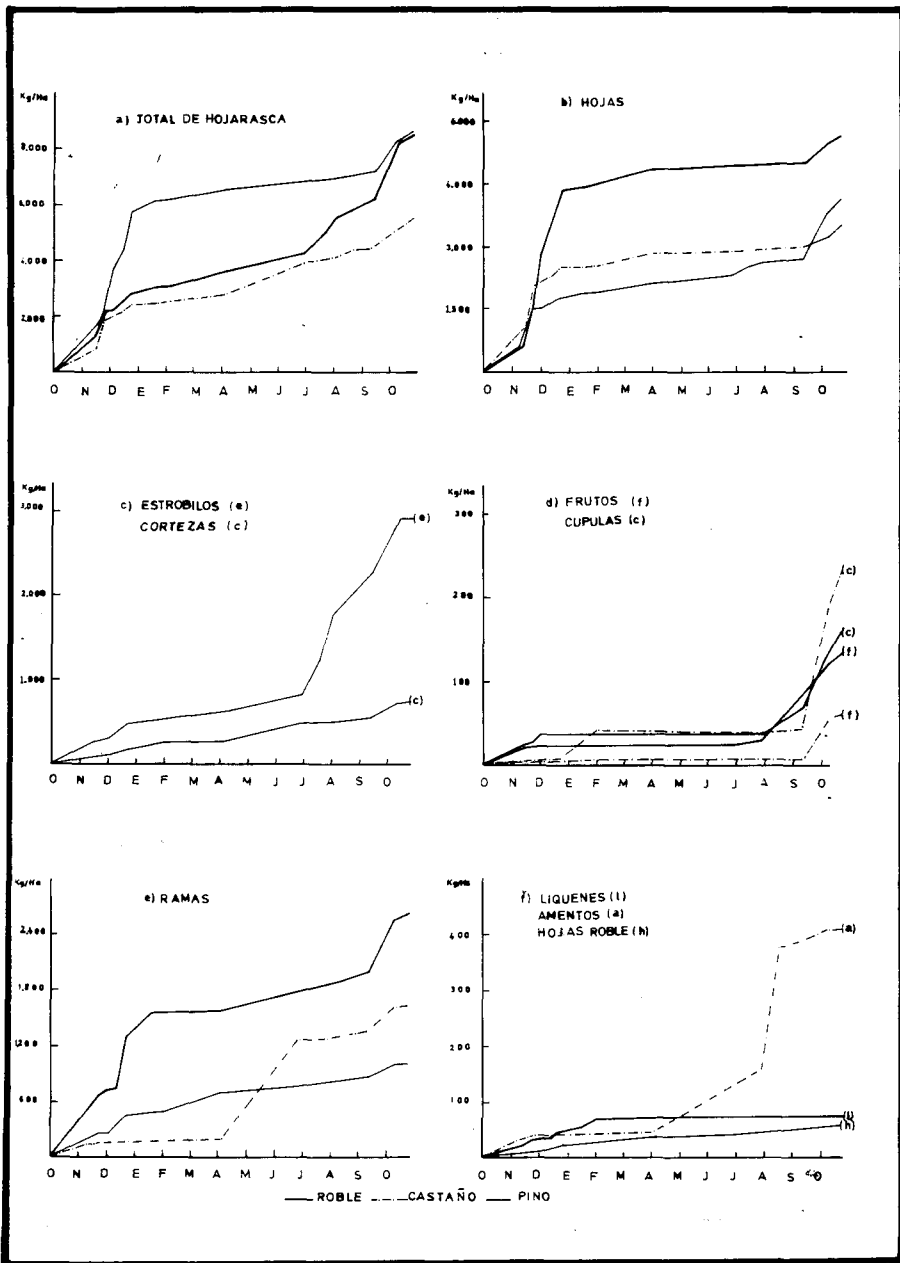 Kg/Ha
a) TOTAL DE HOJARASCA
8,000
6,000
4,000
2,000
O N D E F M A M J J A S O
Kg/Ha
b) HOJAS
6,000
4,000
3,000
1,500
O N D E F M A M J J A S O
Kg/Ha
c) ESTROBILOS (e)
CORTEZAS (c)
3,000
2,000
1,000
(e)
(c)
O N D E F M A M J J A S O
Kg/Ha
d) FRUTOS (f)
CUPULAS (c)
300
200
100
(c)
(c)
(f)
(f)
O N D E F M A M J J A S O
Kg/Ha
e) RAMAS
2,400
1,800
1,200
600
O N D E F M A M J J A S O
Kg/Ha
f) LIQUENES (l)
AMENTOS (a)
HOJAS ROBLE (h)
400
300
200
100
(a)
(l)
(h)
O N D E F M A M J J A S O
ROBLE CASTAÑO PINO